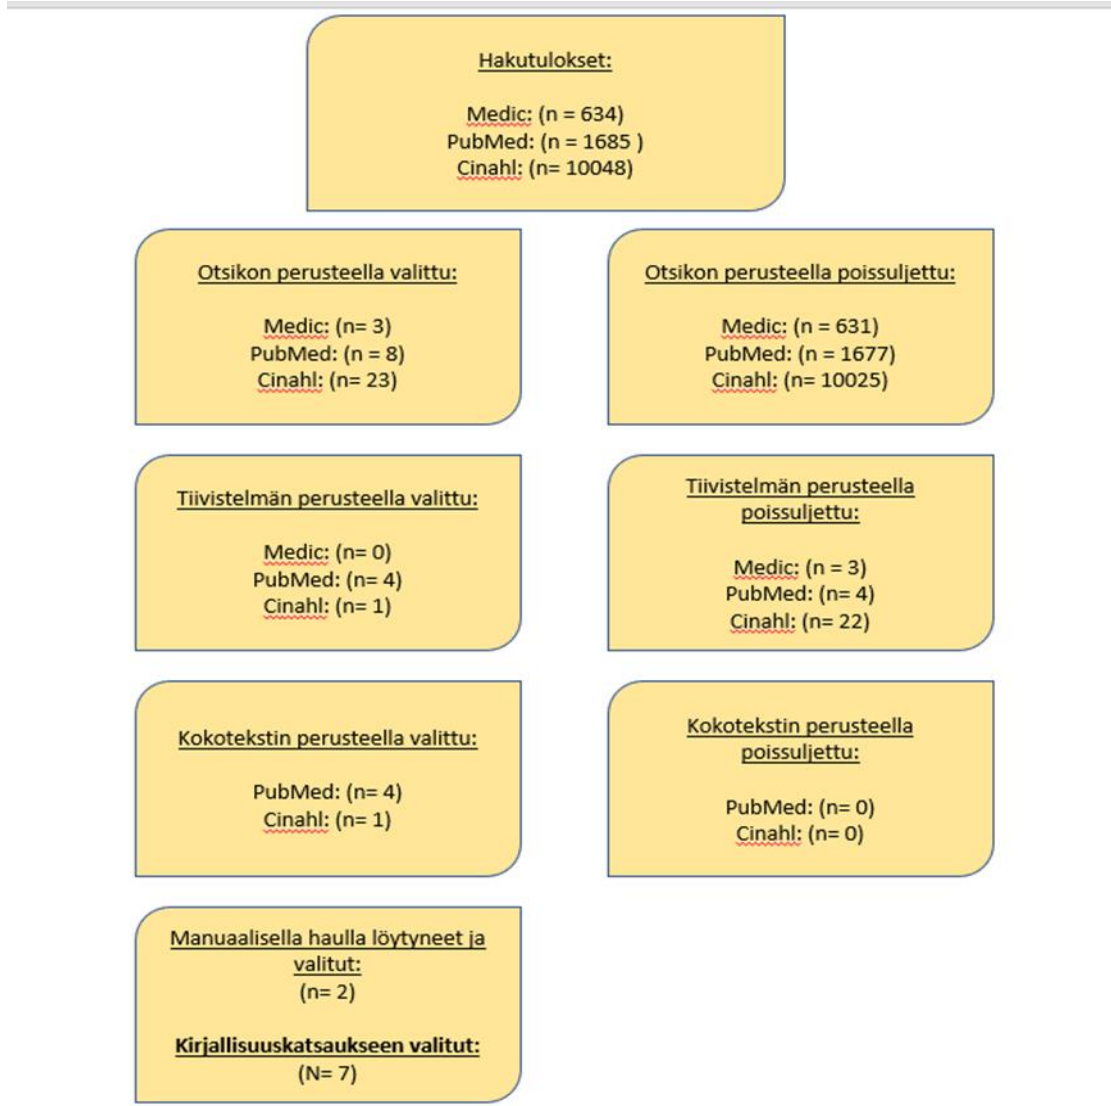 Hakutulokset:
Medic: (n = 634)
PubMed: (n = 1685 )
Cinahl: (n= 10048)
Otsikon perusteella valittu:
Medic: (n= 3)
PubMed: (n = 8)
Cinahl: (n= 23)
Otsikon perusteella poissuljettu:
Medic: (n = 631)
PubMed: (n = 1677)
Cinahl: (n= 10025)
Tiivistelmän perusteella valittu:
Medic: (n= 0)
PubMed: (n= 4)
Cinahl: (n= 1)
Tiivistelmän perusteella
poissuljettu:
Medic: (n = 3)
PubMed: (n= 4)
Cinahl: (n= 22)
Kokotekstin perusteella valittu:
PubMed: (n= 4)
Cinahl: (n= 1)
Kokotekstin perusteella
poissuljettu:
PubMed: (n= 0)
Cinahl: (n= 0)
Manuaalisella haulla löytyneet ja
valitut:
(n= 2)
Kirjallisuuskatsaukseen valitut:
(N= 7)